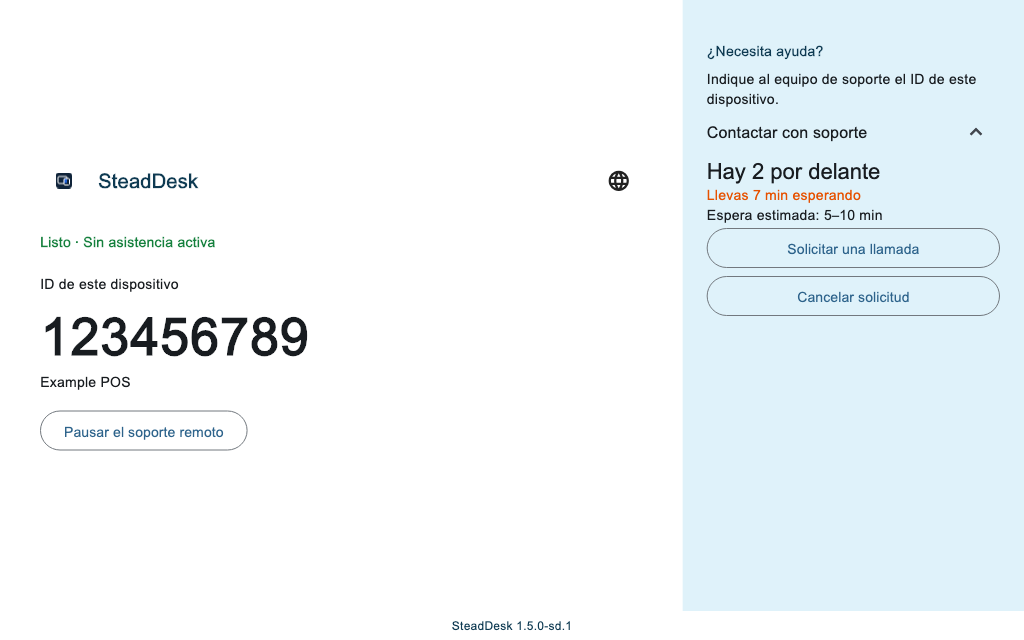 SteadDesk
Listo · Sin asistencia activa
ID de este dispositivo
123456789
Example POS
Pausar el soporte remoto
¿Necesita ayuda?
Indique al equipo de soporte el ID de este
dispositivo.
Contactar con soporte
Hay 2 por delante
Llevas 7 min esperando
Espera estimada: 5–10 min
Solicitar una llamada
Cancelar solicitud
SteadDesk 1.5.0-sd.1